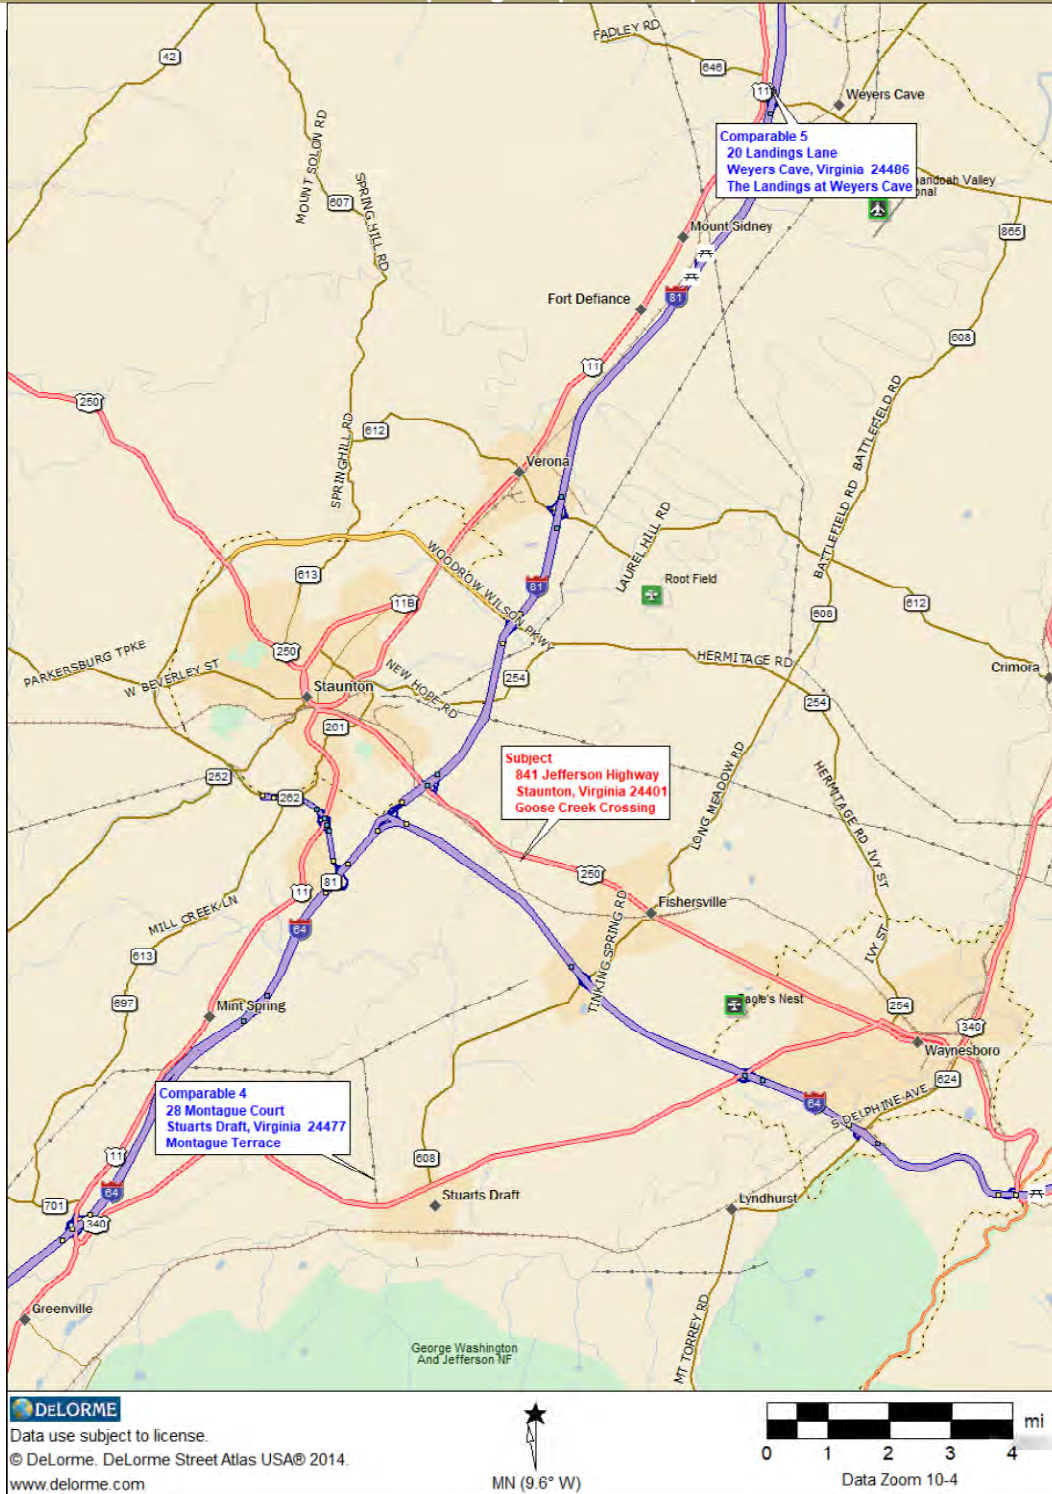 FADLEY RD
42
646
11
Weyers Cave
Comparable 5
20 Landings Lane
Weyers Cave, Virginia 24486
The Landings at Weyers Cave
MOUNT SOLON RD
SPRING HILL RD
607
Mount Sidney
865
Fort Defiance
81
608
11
250
BATTLEFIELD RD
BATTLEFIELD RD
612
SPRINGHILL RD
Verona
LAUREL HILL RD
WOODROW WILSON PKWY
613
11B
81
Root Field
612
608
250
PARKERSBURG TPKE
W BEVERLEY ST
NEW HOPE RD
HERMITAGE RD
Crimora
254
Staunton
254
261
252
262
Subject
841 Jefferson Highway
Staunton, Virginia 24401
Goose Creek Crossing
LONG MEADOW RD
HERMITAGE RD
IVY ST
250
81
11
Fishersville
MILL CREEK LN
64
TINKING SPRING RD
IVY ST
613
697
Mint Spring
Eagle's Nest
254
340
Waynesboro
624
Comparable 4
28 Montague Court
Stuarts Draft, Virginia 24477
Montague Terrace
64
S DELPHINE AVE
11
608
64
701
340
Stuarts Draft
Lyndhurst
Greenville
George Washington
And Jefferson NF
MT TORREY RD
DELORME
Data use subject to license.
© DeLorme. DeLorme Street Atlas USA® 2014.
www.delorme.com
MN (9.6° W)
mi
0 1 2 3 4
Data Zoom 10-4